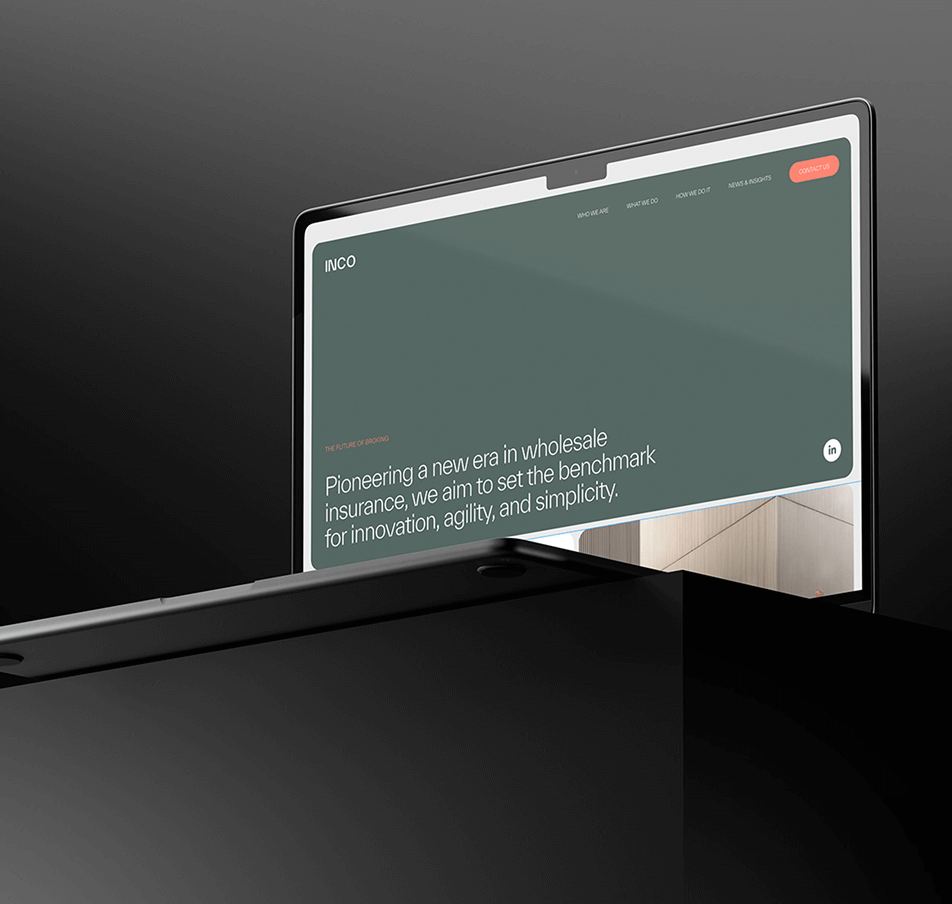 WHO WE ARE
WHAT WE DO
HOW WE DO IT
NEWS & INSIGHTS
CONTACT US
INCO
THE FUTURE OF BROKING
Pioneering a new era in wholesale
insurance, we aim to set the benchmark
for innovation, agility, and simplicity.
in